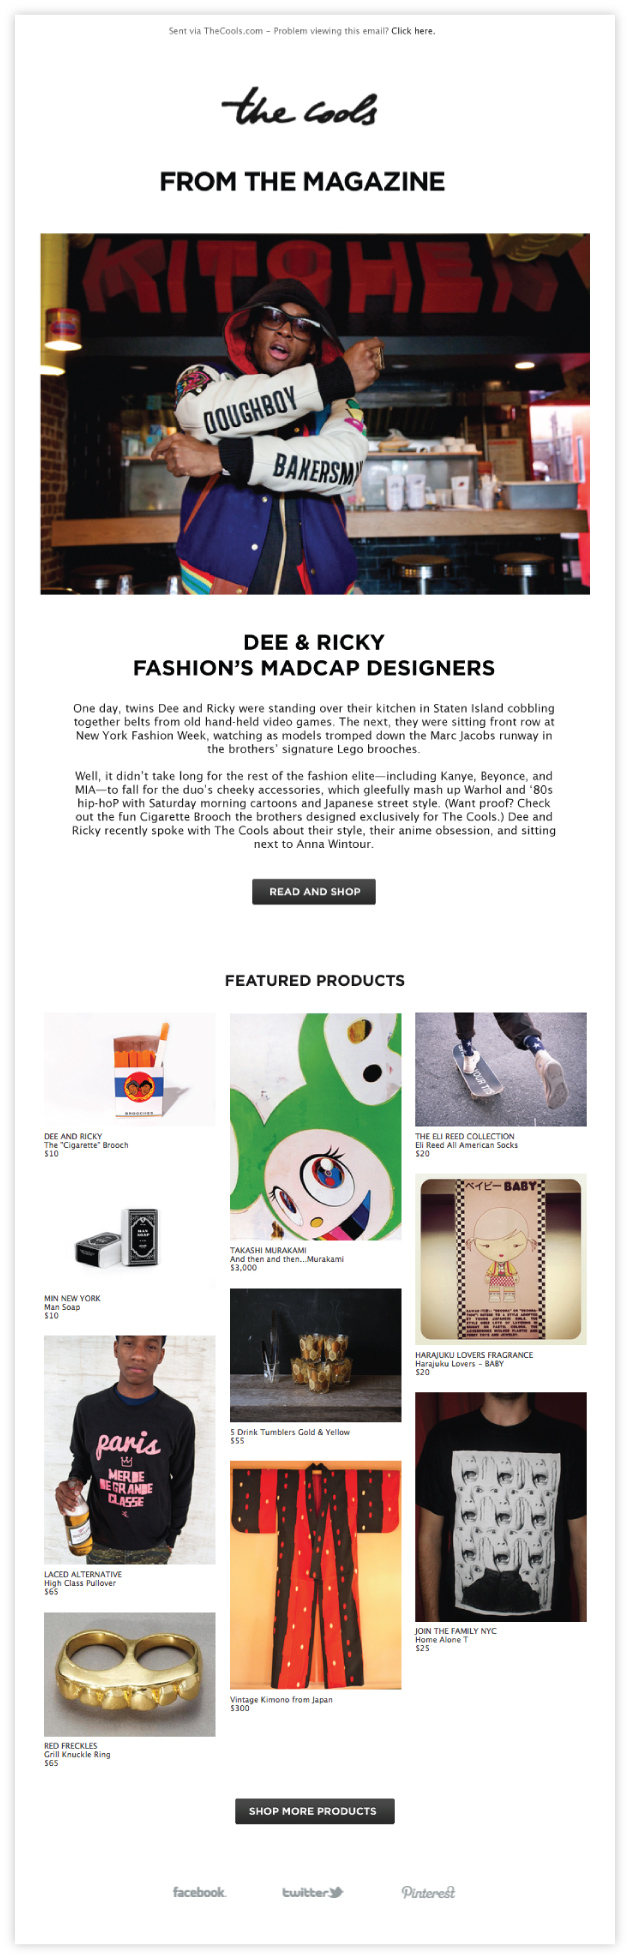 Sent via TheCools.com – Problem viewing this email? Click here.
the cools
FROM THE MAGAZINE
KITCHEN
DOUGHBOY
BAKERSMA
DEE & RICKY
FASHION'S MADCAP DESIGNERS
One day, twins Dee and Ricky were standing over their kitchen in Staten Island cobbling
together belts from old hand-held video games. The next, they were sitting front row at
New York Fashion Week, watching as models tromped down the Marc Jacobs runway in
the brothers' signature Lego brooches.
Well, it didn't take long for the rest of the fashion elite—including Kanye, Beyonce, and
MIA—to fall for the duo's cheeky accessories, which gleefully mash up Warhol and '80s
hip-hoP with Saturday morning cartoons and Japanese street style. (Want proof? Check
out the fun Cigarette Brooch the brothers designed exclusively for The Cools.) Dee and
Ricky recently spoke with The Cools about their style, their anime obsession, and sitting
next to Anna Wintour.
READ AND SHOP
FEATURED PRODUCTS
DEE AND RICKY
The "Cigarette" Brooch
$10
MAN
SOAP
MIN NEW YORK
Man Soap
$10
paris
MERDE
DE GRANDE
CLASSE
LACED ALTERNATIVE
High Class Pullover
$65
RED FRECKLES
Grill Knuckle Ring
$65
TAKASHI MURAKAMI
And then and then...Murakami
$3,000
5 Drink Tumblers Gold & Yellow
$55
Vintage Kimono from Japan
$300
YOUR
THE ELI REED COLLECTION
Eli Reed All American Socks
$20
ベイビー BABY
HARAJUKU LOVERS FRAGRANCE
Harajuku Lovers – BABY
$20
JOIN THE FAMILY NYC
Home Alone T
$25
SHOP MORE PRODUCTS
facebook
twitter
Pinterest